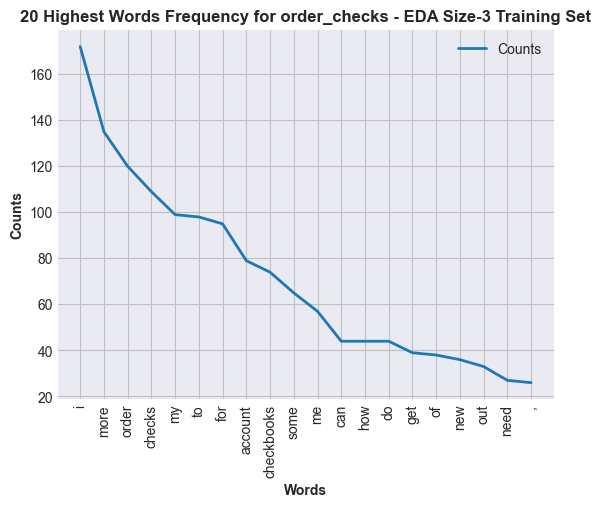 20 Highest Words Frequency for order_checks - EDA Size-3 Training Set
Counts
Counts
160
140
120
100
80
60
40
20
i
more
order
checks
my
to
for
account
checkbooks
some
me
can
how
do
get
of
new
out
need
,
Words